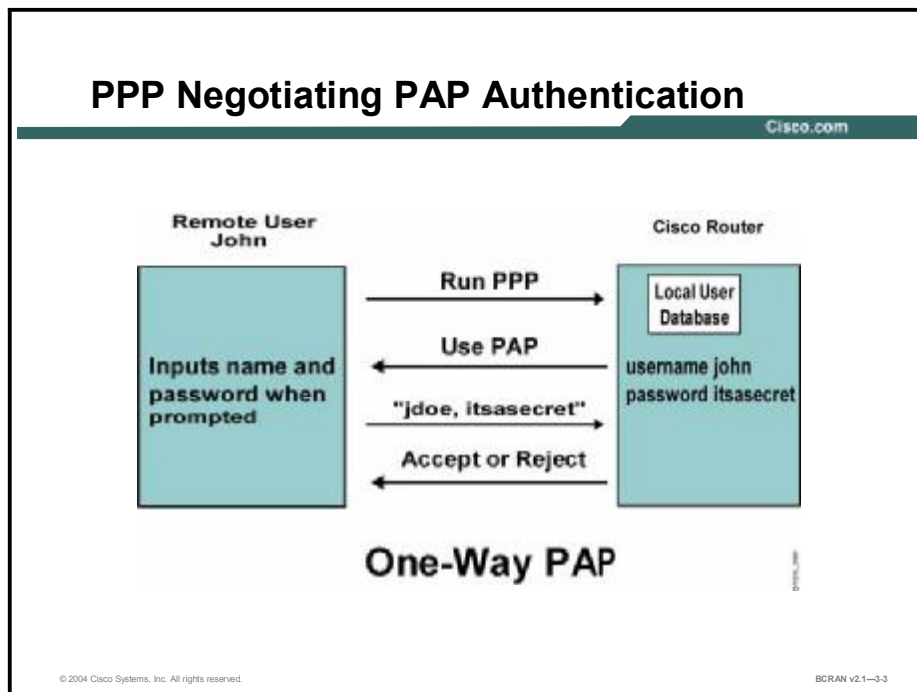 PPP Negotiating PAP Authentication
Cisco.com
Remote User
John
Cisco Router
Run PPP
Local User
Database
Use PAP
Inputs name and
password when
prompted
username john
password itsasecret
"jdoe, itsasecret"
Accept or Reject
One-Way PAP
© 2004 Cisco Systems, Inc. All rights reserved.
BCRAN v2.1—3-3